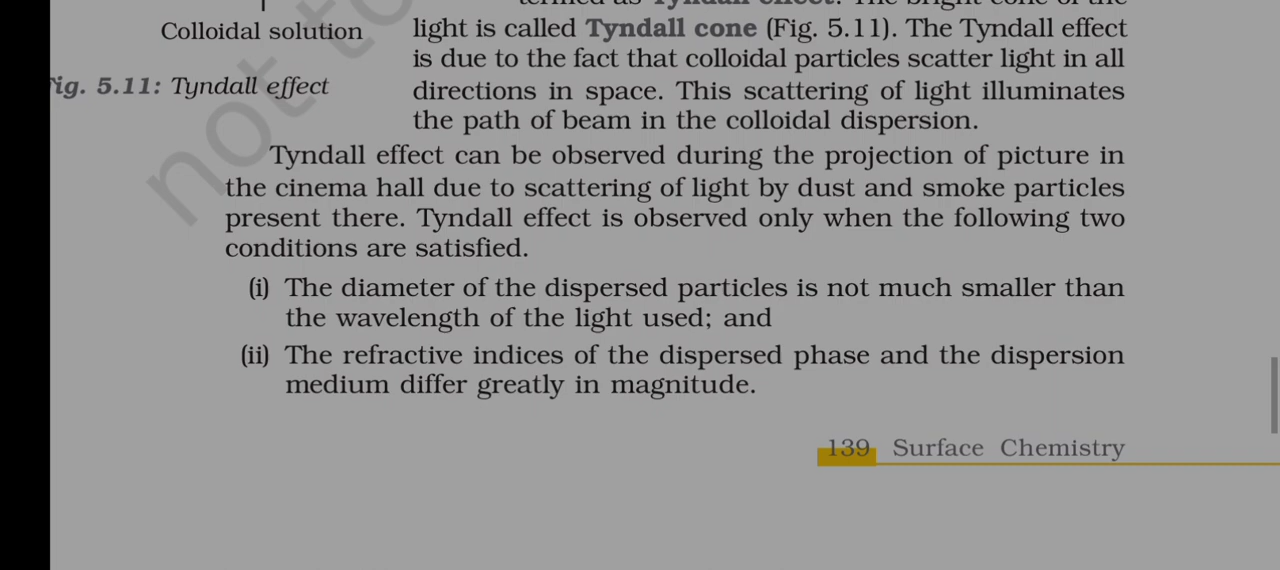 Colloidal solution
ig. 5.11: Tyndall effect
light is called Tyndall cone (Fig. 5.11). The Tyndall effect
is due to the fact that colloidal particles scatter light in all
directions in space. This scattering of light illuminates
the path of beam in the colloidal dispersion.
Tyndall effect can be observed during the projection of picture in
the cinema hall due to scattering of light by dust and smoke particles
present there. Tyndall effect is observed only when the following two
conditions are satisfied.
(i) The diameter of the dispersed particles is not much smaller than
the wavelength of the light used; and
(ii) The refractive indices of the dispersed phase and the dispersion
medium differ greatly in magnitude.
139 Surface Chemistry
not to